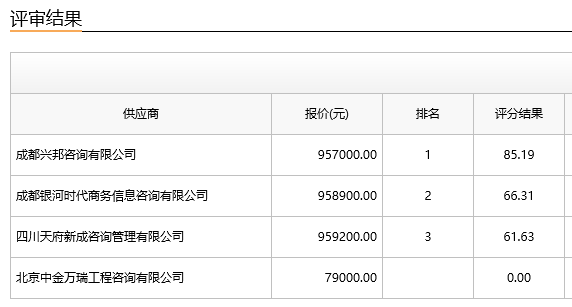 评审结果
供应商 报价(元) 排名 评分结果
成都兴邦咨询有限公司 957000.00 1 85.19
成都银河时代商务信息咨询有限公司 958900.00 2 66.31
四川天府新成咨询管理有限公司 959200.00 3 61.63
北京中金万瑞工程咨询有限公司 79000.00 0.00